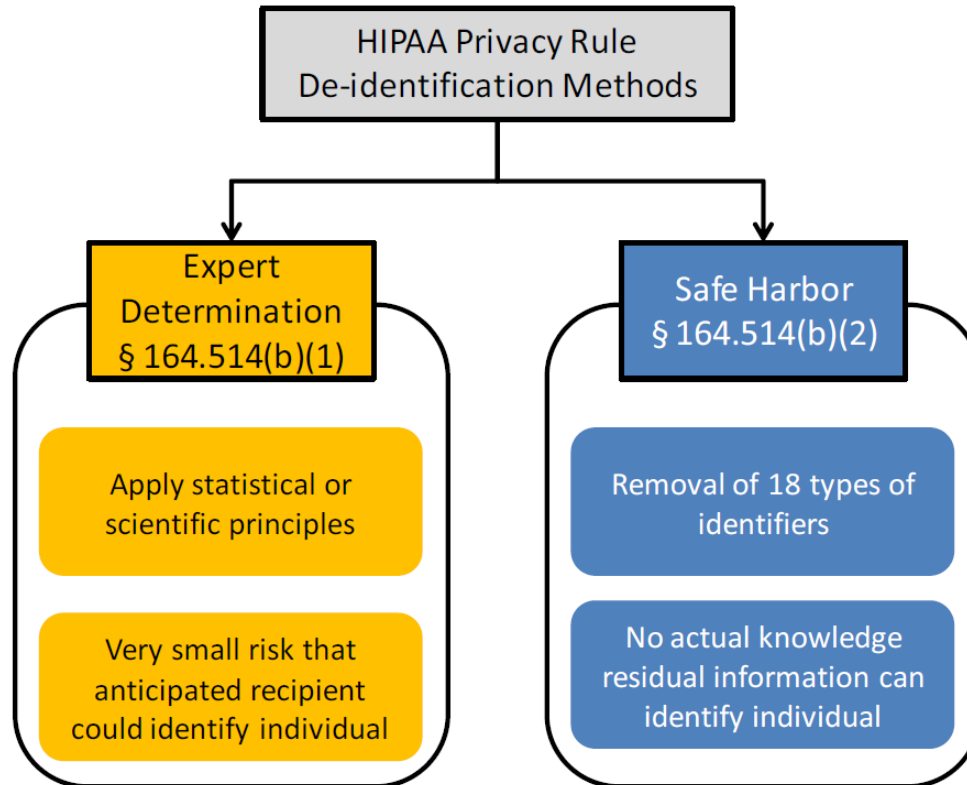 HIPAA Privacy Rule
De-identification Methods
Expert
Determination
§ 164.514(b)(1)
Apply statistical or
scientific principles
Very small risk that
anticipated recipient
could identify individual
Safe Harbor
§ 164.514(b)(2)
Removal of 18 types of
identifiers
No actual knowledge
residual information can
identify individual